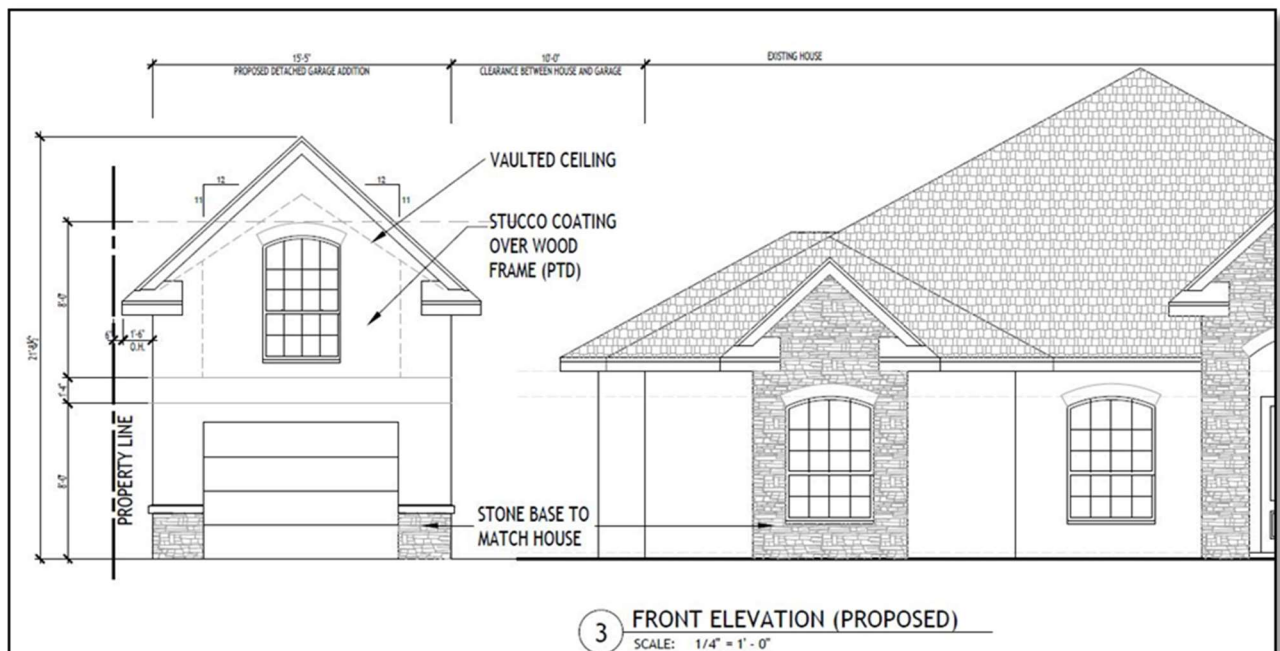 15'-5"
PROPOSED DETACHED GARAGE ADDITION
10'-0"
CLEARANCE BETWEEN HOUSE AND GARAGE
EXISTING HOUSE
VAULTED CEILING
12
12
11
11
STUCCO COATING
OVER WOOD
FRAME (PTD)
8'-0"
6"
1'-6"
O.H.
1'-4"
PROPERTY LINE
8'-0"
STONE BASE TO
MATCH HOUSE
3
FRONT ELEVATION (PROPOSED)
SCALE: 1/4" = 1' - 0"